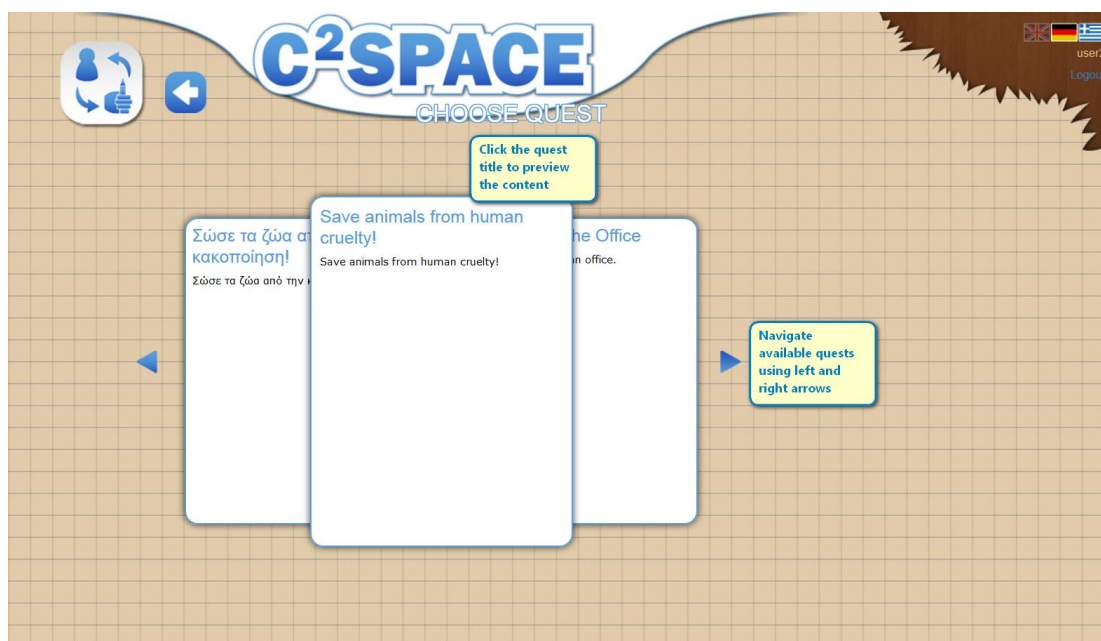 C²SPACE
CHOOSE QUEST
user2
Logou
Click the quest
title to preview
the content
Σώσε τα ζώα α
κακοποίηση!
Σώσε τα ζώα από την
Save animals from human
cruelty!
Save animals from human cruelty!
he Office
n office.
Navigate
available quests
using left and
right arrows